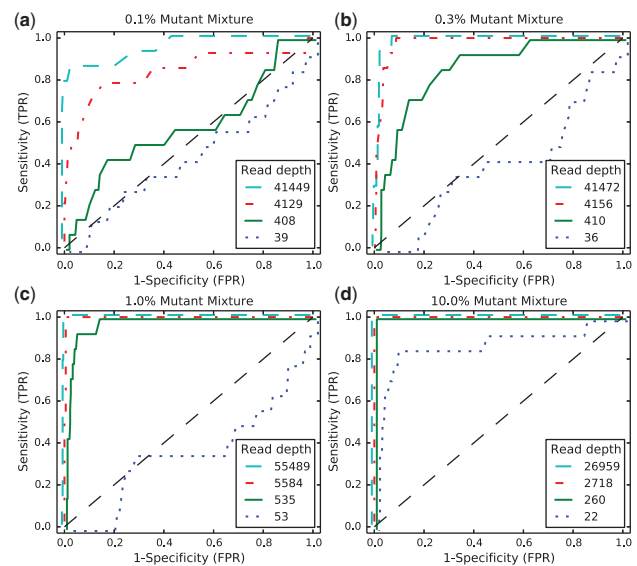 (a)
0.1% Mutant Mixture
Sensitivity (TPR)
1.0
0.8
0.6
0.4
0.2
0.0
0.0 0.2 0.4 0.6 0.8 1.0
1–Specificity (FPR)
Read depth
41449
4129
408
39
(b)
0.3% Mutant Mixture
Sensitivity (TPR)
1.0
0.8
0.6
0.4
0.2
0.0
0.0 0.2 0.4 0.6 0.8 1.0
1–Specificity (FPR)
Read depth
41472
4156
410
36
(c)
1.0% Mutant Mixture
Sensitivity (TPR)
1.0
0.8
0.6
0.4
0.2
0.0
0.0 0.2 0.4 0.6 0.8 1.0
1–Specificity (FPR)
Read depth
55489
5584
535
53
(d)
10.0% Mutant Mixture
Sensitivity (TPR)
1.0
0.8
0.6
0.4
0.2
0.0
0.0 0.2 0.4 0.6 0.8 1.0
1–Specificity (FPR)
Read depth
26959
2718
260
22